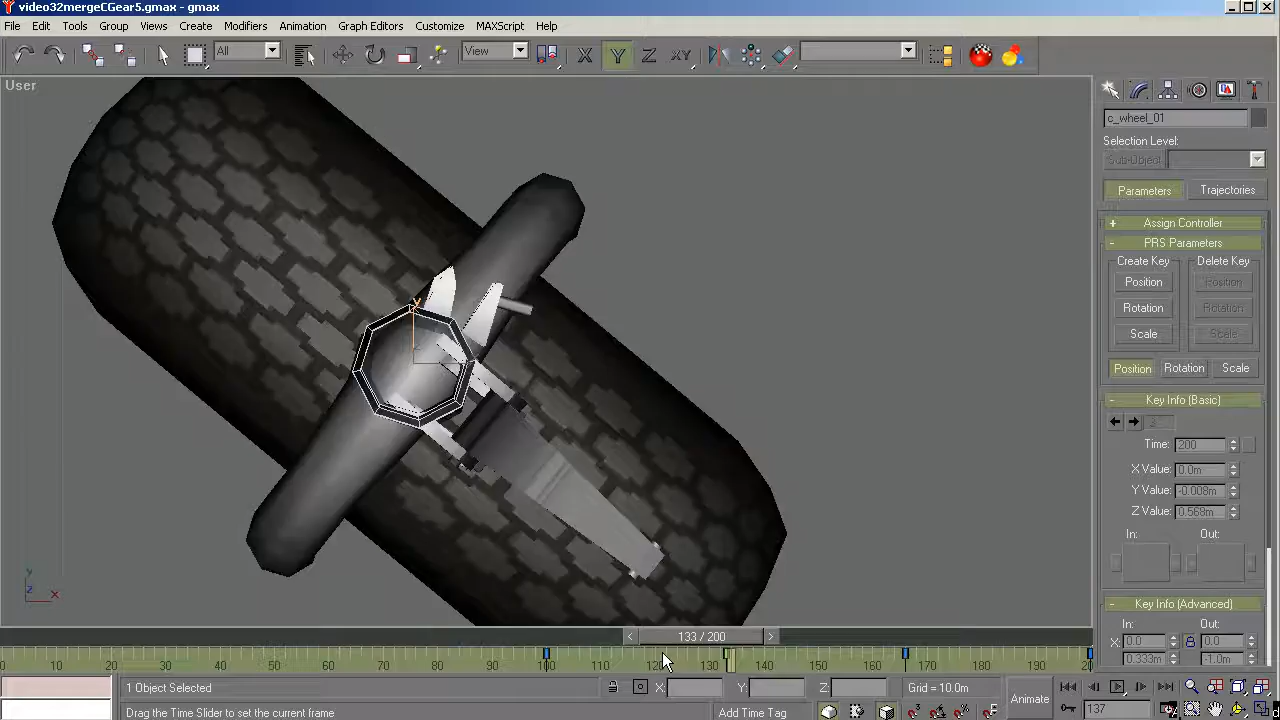 video32mergeCGear5.gmax - gmax
File Edit Tools Group Views Create Modifiers Animation Graph Editors Customize MAXScript Help
All View X Y Z XY
User
c_wheel_01
Selection Level:
Sub-Object
Parameters Trajectories
+ Assign Controller
- PRS Parameters
Create Key Delete Key
Position Position
Rotation Rotation
Scale Scale
Position Rotation Scale
- Key Info (Basic)
Time: 200
X Value: 0.0m
Y Value: -0.008m
Z Value: 0.568m
In: Out:
- Key Info (Advanced)
In: Out:
X: 0.0 0.0
0.333m -1.0m
y
z x
< 133 / 200 >
0 10 20 30 40 50 60 70 80 90 100 110 120 130 140 150 160 170 180 190 20
1 Object Selected X: Y: Z: Grid = 10.0m Animate
Drag the Time Slider to set the current frame Add Time Tag 137